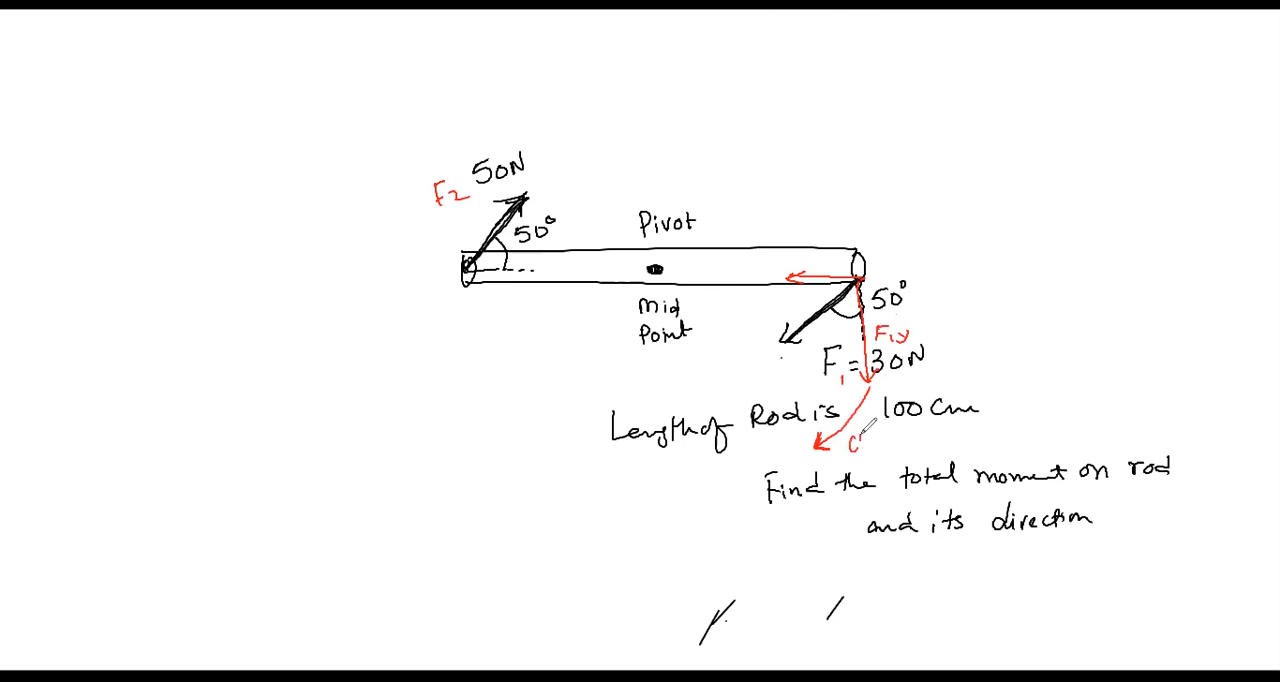 F2 50N
50°
Pivot
Mid
Point
50°
F1y
F1 = 30N
Length of Rod is 100 cm
C
Find the total moment on rod
and its direction